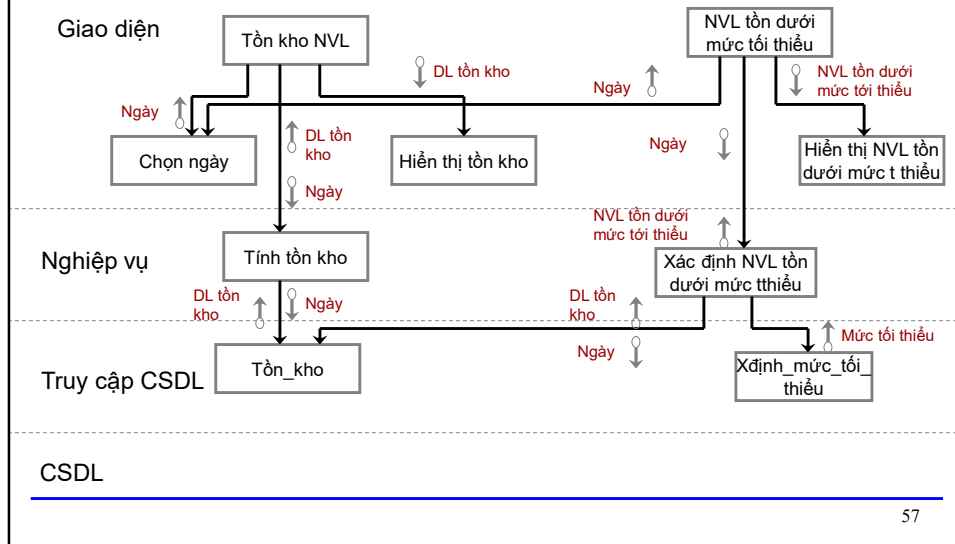 Giao diện
Tồn kho NVL
NVL tồn dưới
mức tối thiểu
DL tồn kho
Ngày
NVL tồn dưới
mức tới thiểu
Ngày
Chọn ngày
DL tồn
kho
Hiển thị tồn kho
Ngày
Hiển thị NVL tồn
dưới mức t thiểu
Ngày
NVL tồn dưới
mức tới thiểu
Nghiệp vụ
Tính tồn kho
Xác định NVL tồn
dưới mức tthiểu
DL tồn
kho
Ngày
DL tồn
kho
Mức tối thiểu
Ngày
Truy cập CSDL
Tồn_kho
Xđịnh_mức_tối_
thiểu
CSDL
57